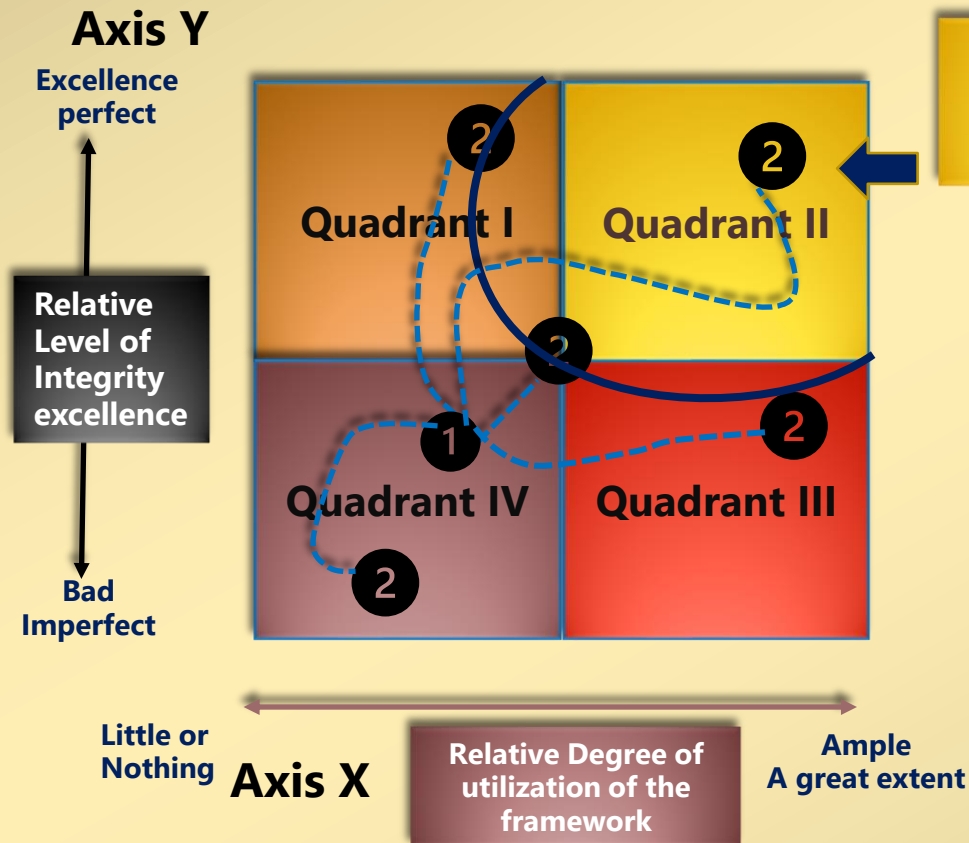 Axis Y
Excellence
perfect
2
2
Quadrant I
Quadrant II
Relative
Level of
Integrity
excellence
2
1
2
Quadrant IV
Quadrant III
2
Bad
Imperfect
Little or
Nothing
Axis X
Relative Degree of
utilization of the
framework
Ample
A great extent